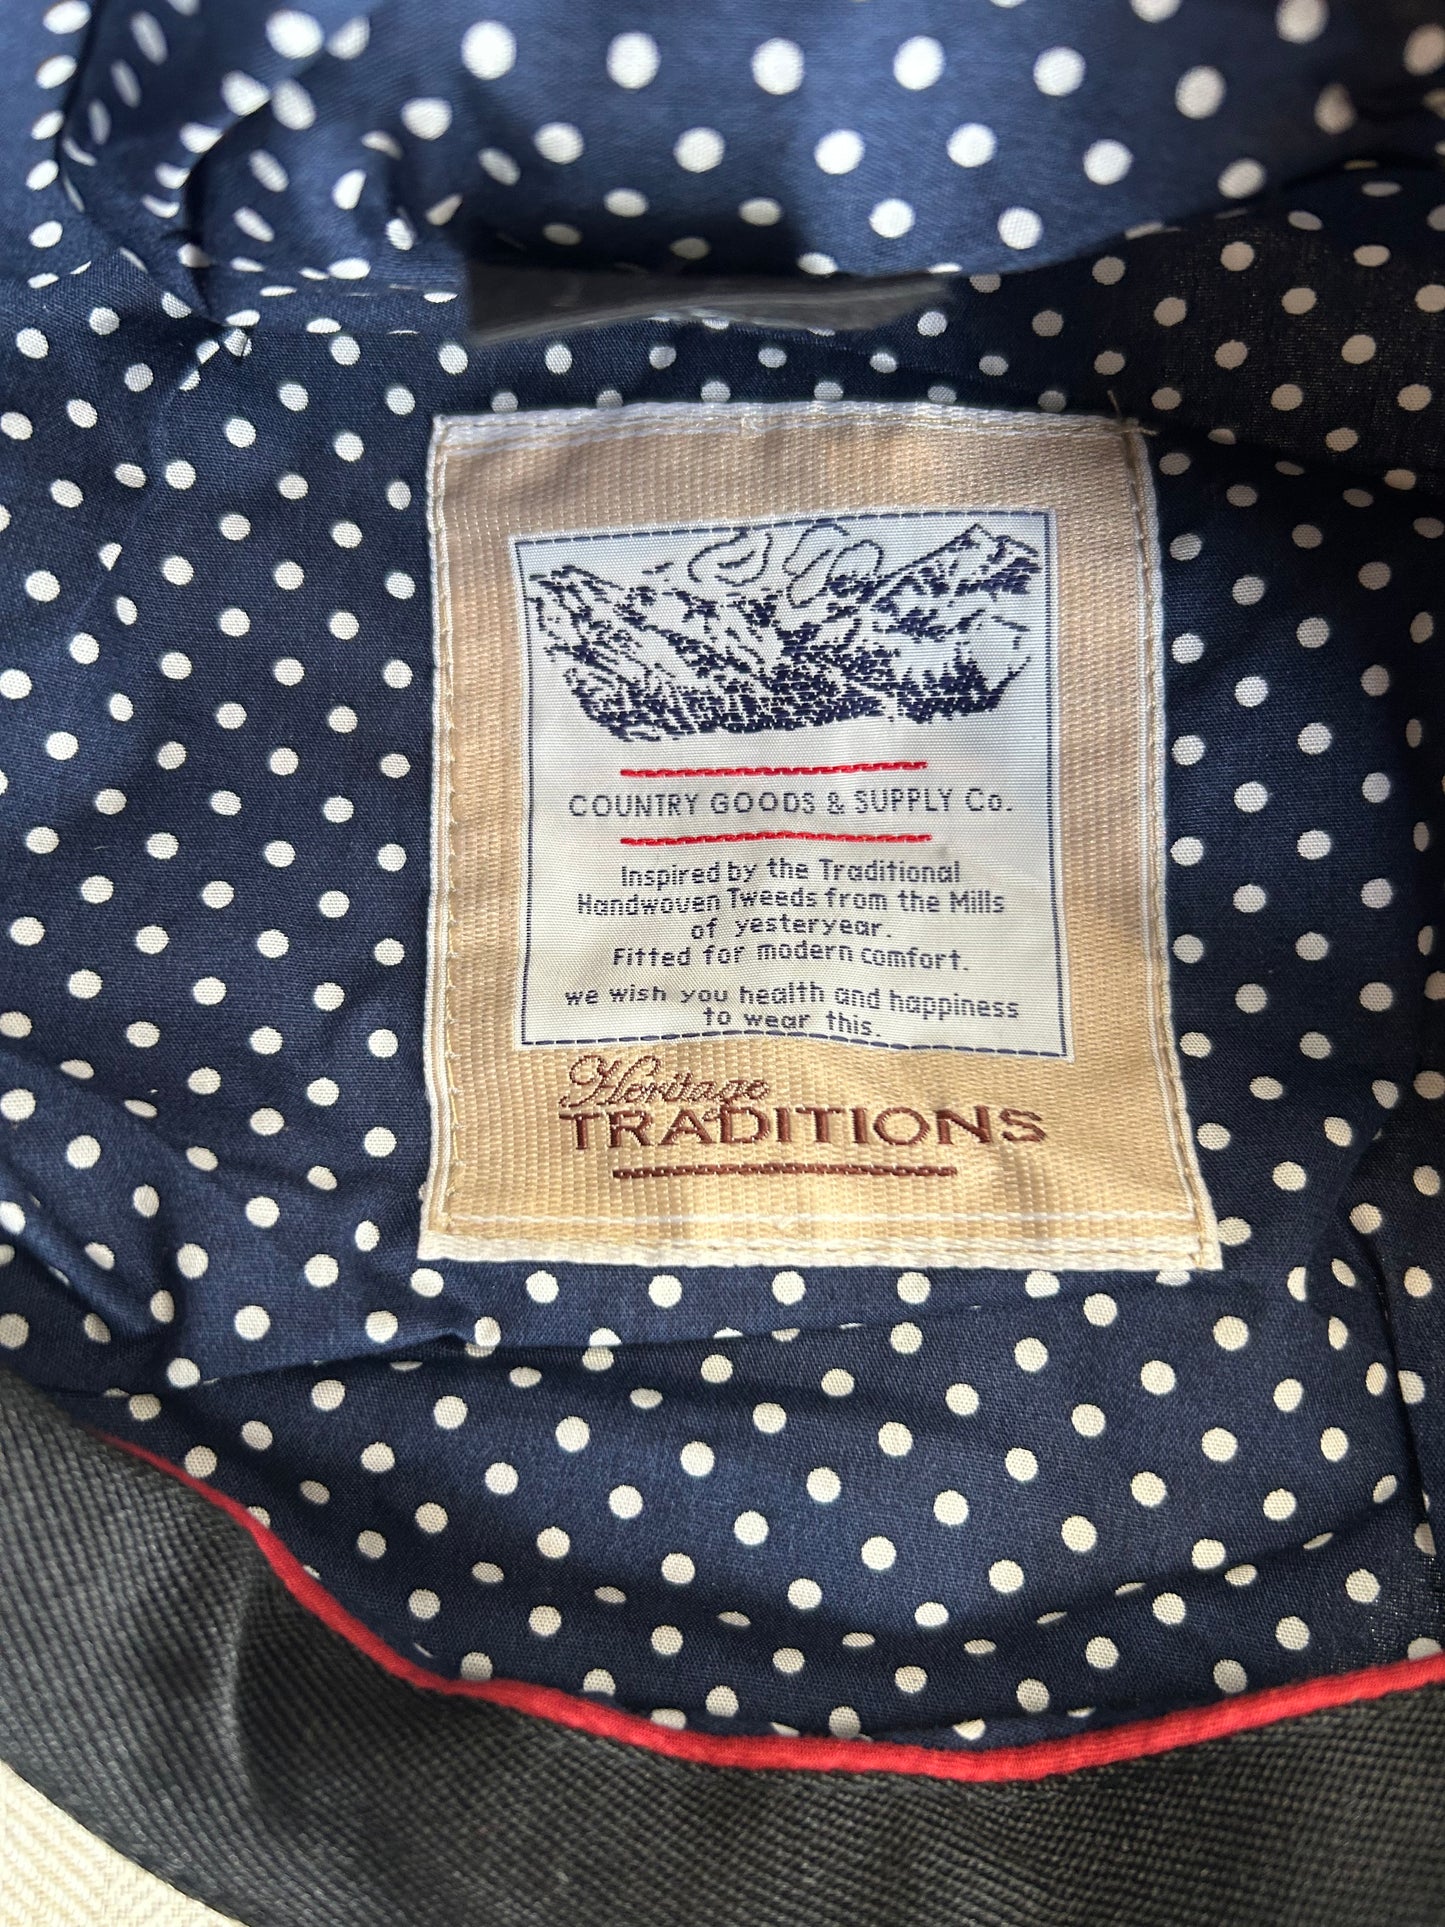 COUNTRY GOODS & SUPPLY Co.
Inspired by the Traditional
Handwoven Tweeds from the Mills
of yesteryear.
Fitted for modern comfort.
we wish you health and happiness
to wear this.
Heritage
TRADITIONS